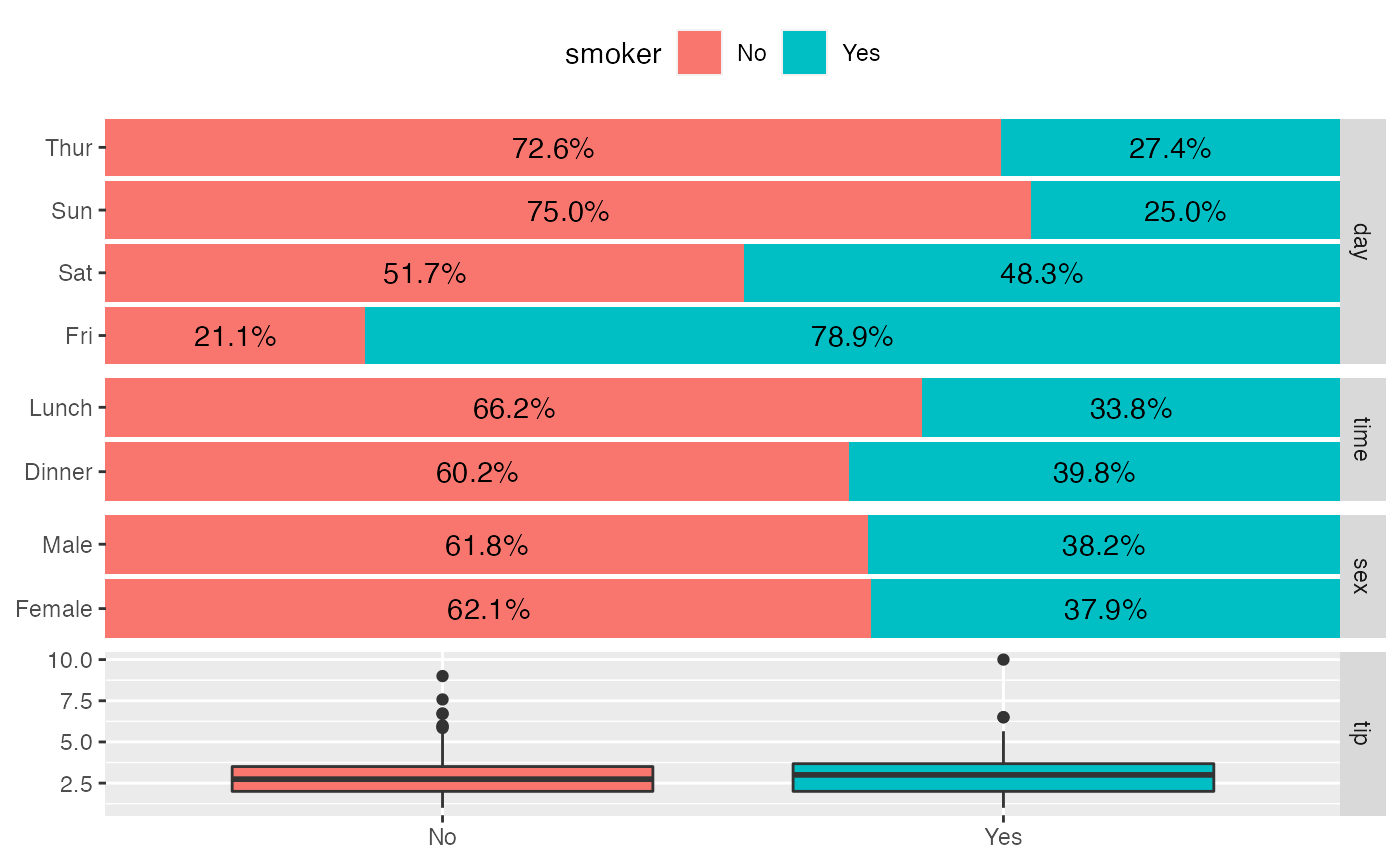 smoker No Yes
Thur 72.6% 27.4%
Sun 75.0% 25.0%
Sat 51.7% 48.3%
Fri 21.1% 78.9%
day
Lunch 66.2% 33.8%
Dinner 60.2% 39.8%
time
Male 61.8% 38.2%
Female 62.1% 37.9%
sex
10.0
7.5
5.0
2.5
tip
No Yes